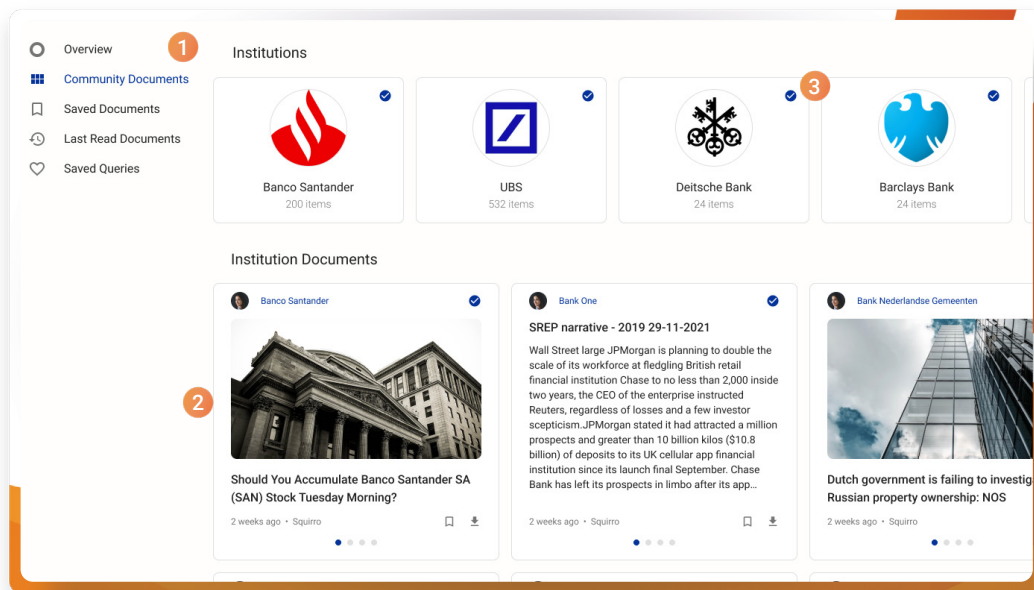 Overview
1
Community Documents
Saved Documents
Last Read Documents
Saved Queries
Institutions
3
Banco Santander
200 items
UBS
532 items
Deitsche Bank
24 items
Barclays Bank
24 items
Institution Documents
2
Banco Santander
Should You Accumulate Banco Santander SA
(SAN) Stock Tuesday Morning?
2 weeks ago • Squirro
Bank One
SREP narrative - 2019 29-11-2021
Wall Street large JPMorgan is planning to double the
scale of its workforce at fledgling British retail
financial institution Chase to no less than 2,000 inside
two years, the CEO of the enterprise instructed
Reuters, regardless of losses and a few investor
scepticism.JPMorgan stated it had attracted a million
prospects and greater than 10 billion kilos ($10.8
billion) of deposits to its UK cellular app financial
institution since its launch final September. Chase
Bank has left its prospects in limbo after its app...
2 weeks ago • Squirro
Bank Nederlandse Gemeenten
Dutch government is failing to investig
Russian property ownership: NOS
2 weeks ago • Squirro